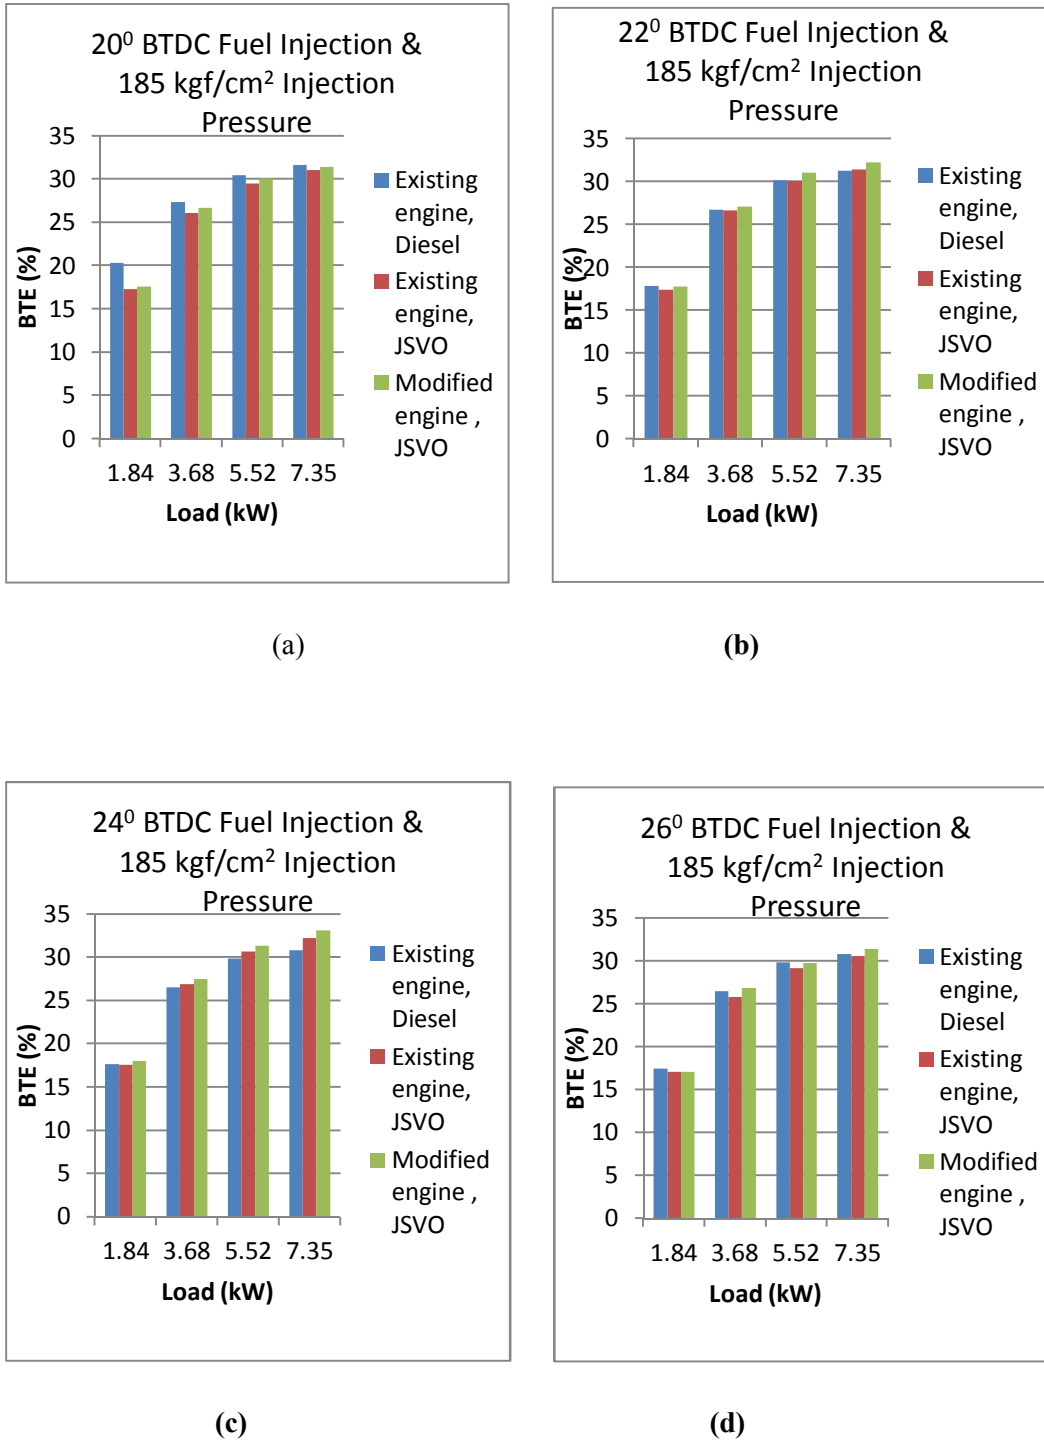 20⁰ BTDC Fuel Injection &
185 kgf/cm² Injection
Pressure
35
30
25
20
15
10
5
0
BTE (%)
1.84 3.68 5.52 7.35
Load (kW)
Existing
engine,
Diesel
Existing
engine,
JSVO
Modified
engine ,
JSVO
(a)
22⁰ BTDC Fuel Injection &
185 kgf/cm² Injection
Pressure
35
30
25
20
15
10
5
0
BTE (%)
1.84 3.68 5.52 7.35
Load (kW)
Existing
engine,
Diesel
Existing
engine,
JSVO
Modified
engine ,
JSVO
(b)
24⁰ BTDC Fuel Injection &
185 kgf/cm² Injection
Pressure
35
30
25
20
15
10
5
0
BTE (%)
1.84 3.68 5.52 7.35
Load (kW)
Existing
engine,
Diesel
Existing
engine,
JSVO
Modified
engine ,
JSVO
(c)
26⁰ BTDC Fuel Injection &
185 kgf/cm² Injection
Pressure
35
30
25
20
15
10
5
0
BTE (%)
1.84 3.68 5.52 7.35
Load (kW)
Existing
engine,
Diesel
Existing
engine,
JSVO
Modified
engine ,
JSVO
(d)